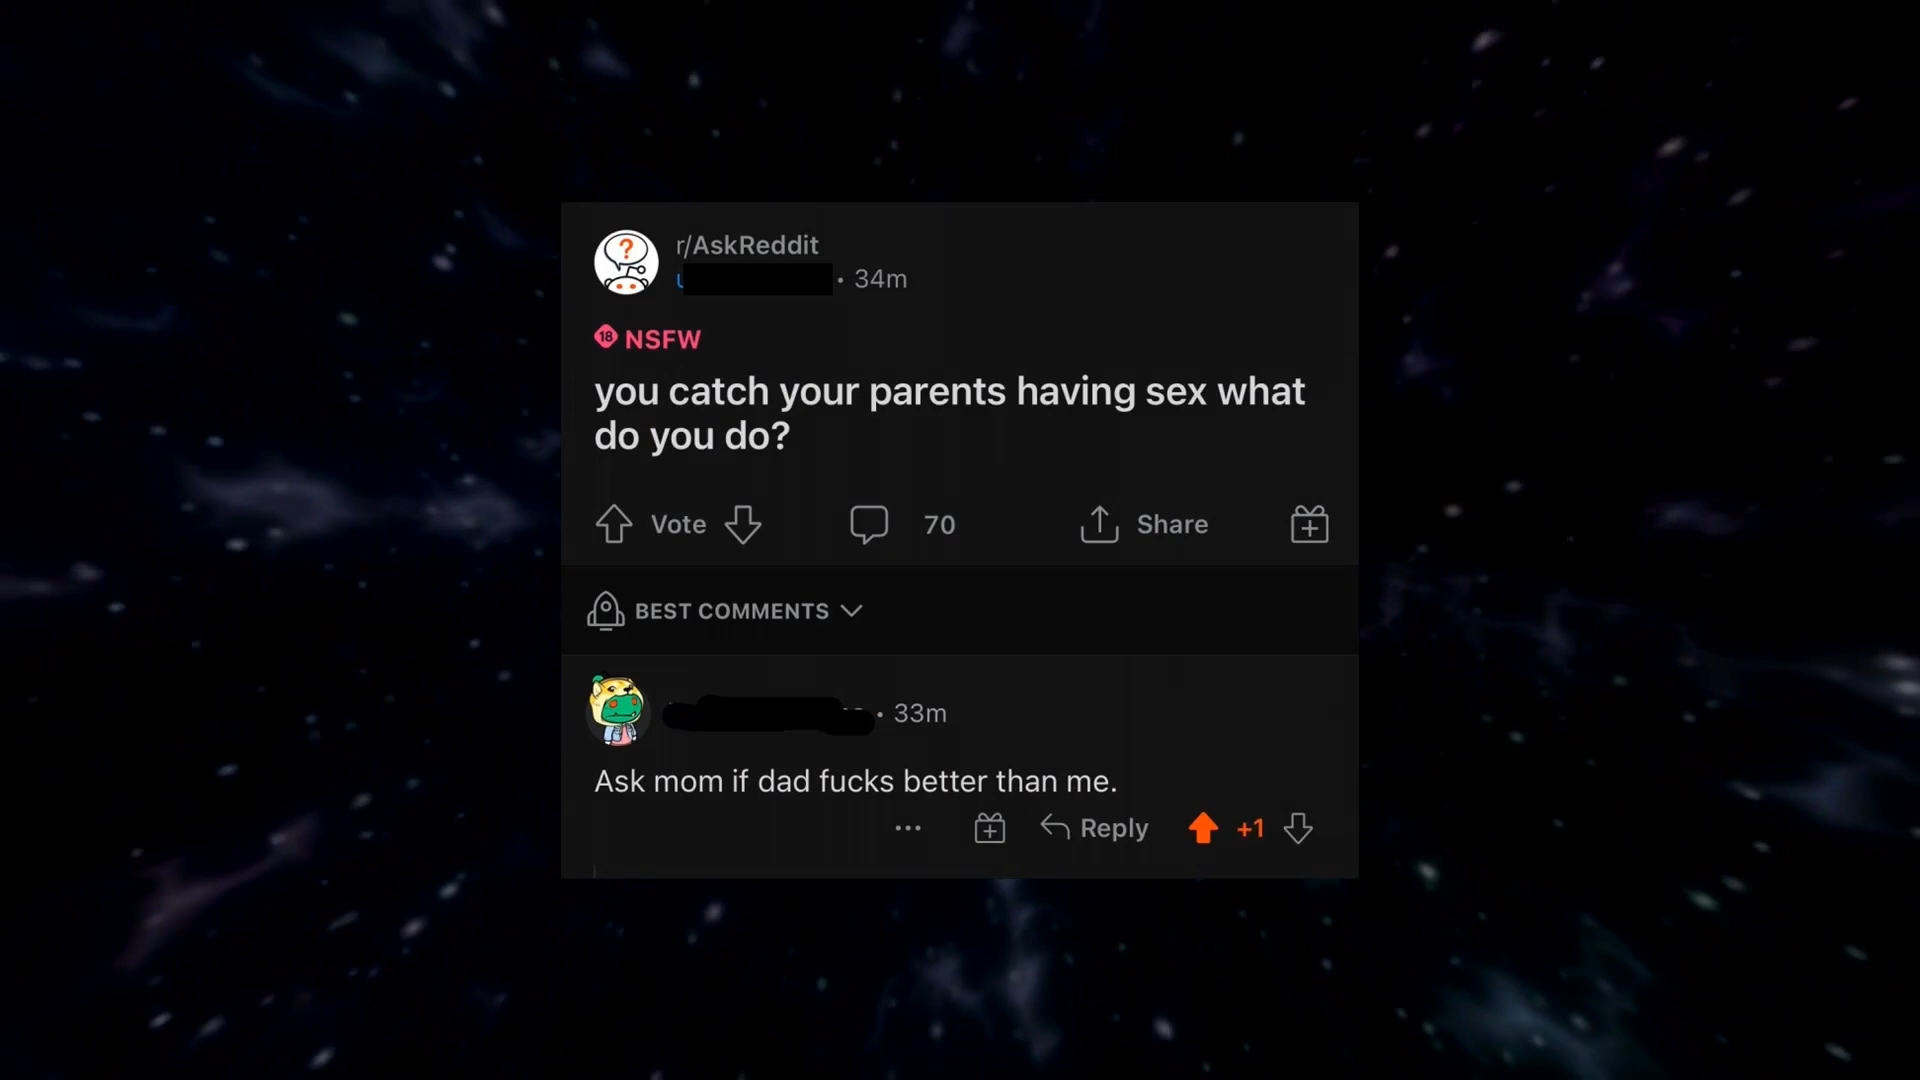 r/AskReddit
u • 34m
18 NSFW
you catch your parents having sex what
do you do?
Vote 70 Share
BEST COMMENTS
• 33m
Ask mom if dad fucks better than me.
Reply +1